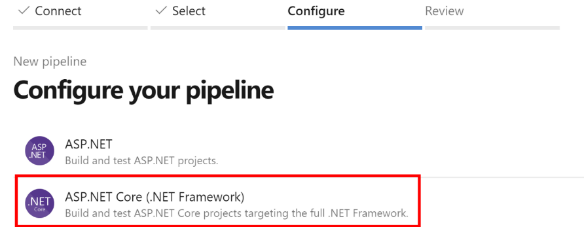 ✓ Connect ✓ Select Configure Review
New pipeline
Configure your pipeline
ASP .NET
ASP.NET
Build and test ASP.NET projects.
.NET Core
ASP.NET Core (.NET Framework)
Build and test ASP.NET Core projects targeting the full .NET Framework.